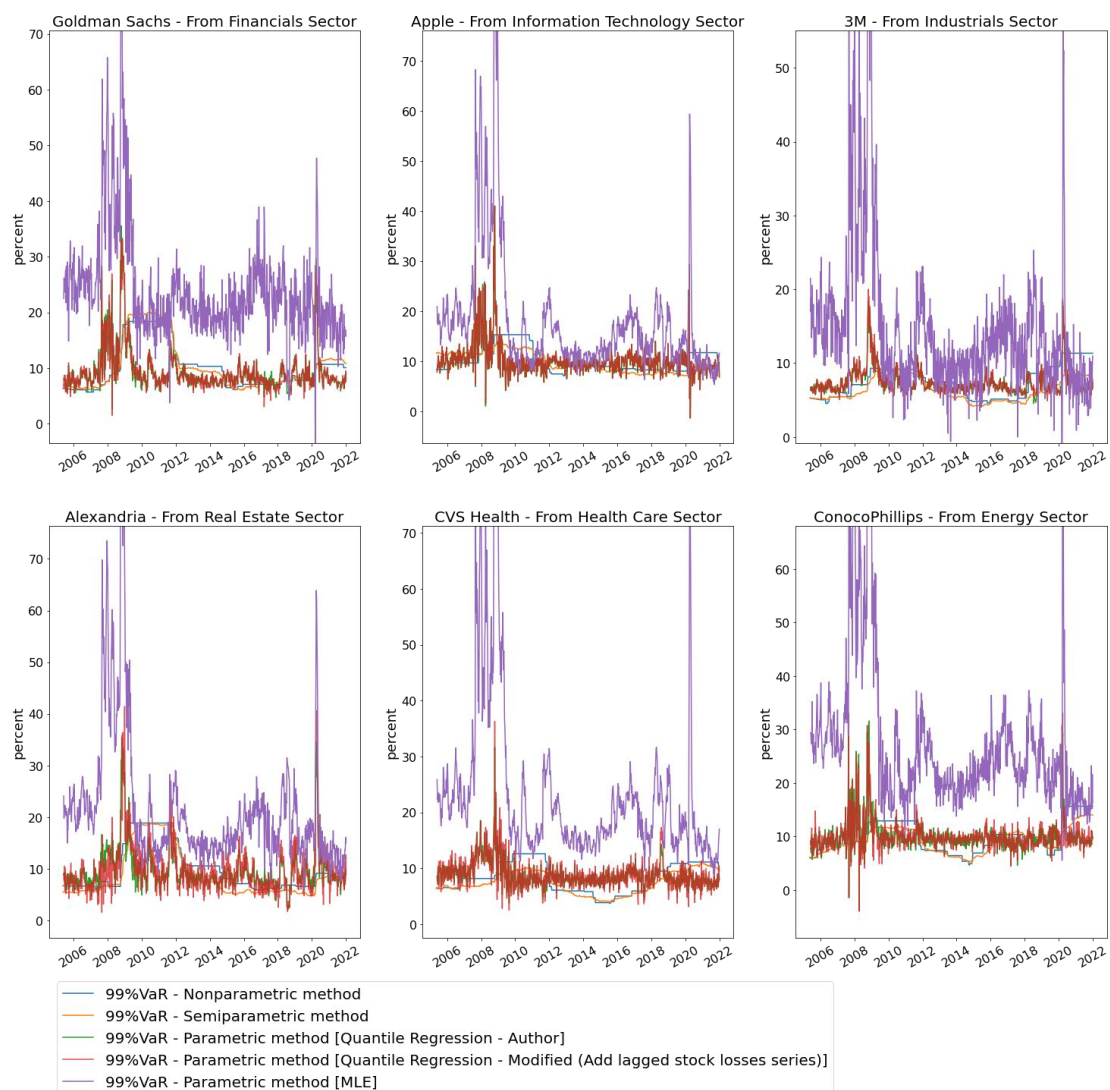 Goldman Sachs - From Financials Sector
70
60
50
40
30
20
10
0
percent
2006 2008 2010 2012 2014 2016 2018 2020 2022
Apple - From Information Technology Sector
70
60
50
40
30
20
10
0
percent
2006 2008 2010 2012 2014 2016 2018 2020 2022
3M - From Industrials Sector
50
40
30
20
10
0
percent
2006 2008 2010 2012 2014 2016 2018 2020 2022
Alexandria - From Real Estate Sector
70
60
50
40
30
20
10
0
percent
2006 2008 2010 2012 2014 2016 2018 2020 2022
CVS Health - From Health Care Sector
70
60
50
40
30
20
10
0
percent
2006 2008 2010 2012 2014 2016 2018 2020 2022
ConocoPhillips - From Energy Sector
60
50
40
30
20
10
0
percent
2006 2008 2010 2012 2014 2016 2018 2020 2022
99%VaR - Nonparametric method
99%VaR - Semiparametric method
99%VaR - Parametric method [Quantile Regression - Author]
99%VaR - Parametric method [Quantile Regression - Modified (Add lagged stock losses series)]
99%VaR - Parametric method [MLE]